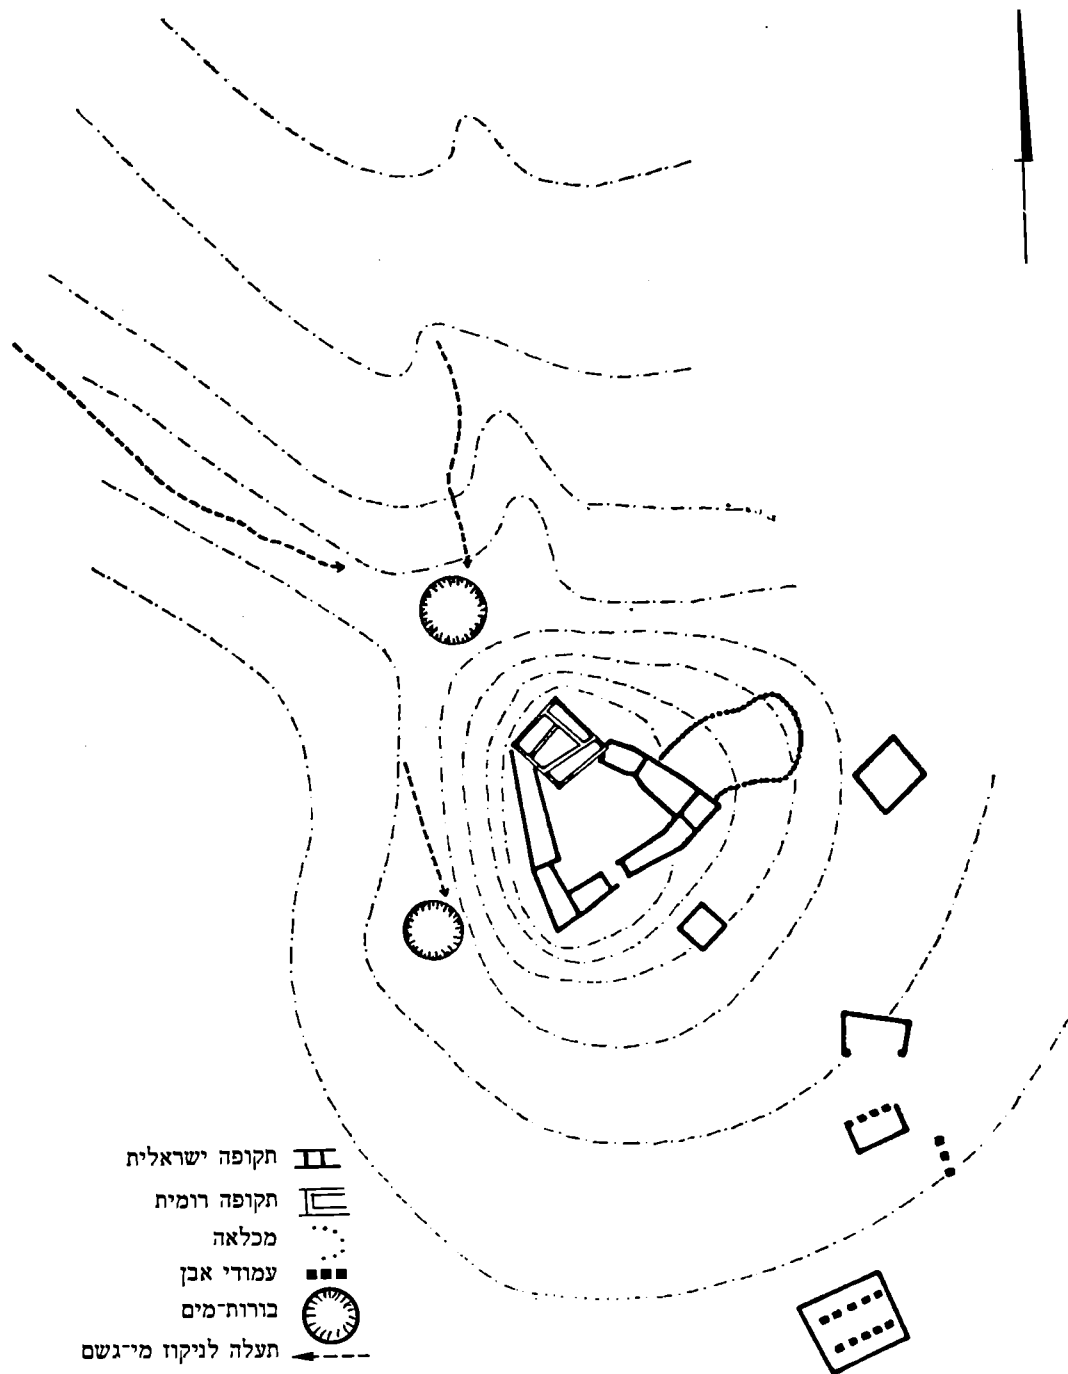 תקופה ישראלית
תקופה רומית
מכלאה
עמודי אבן
בורות־מים
תעלה לניקוז מי־גשם